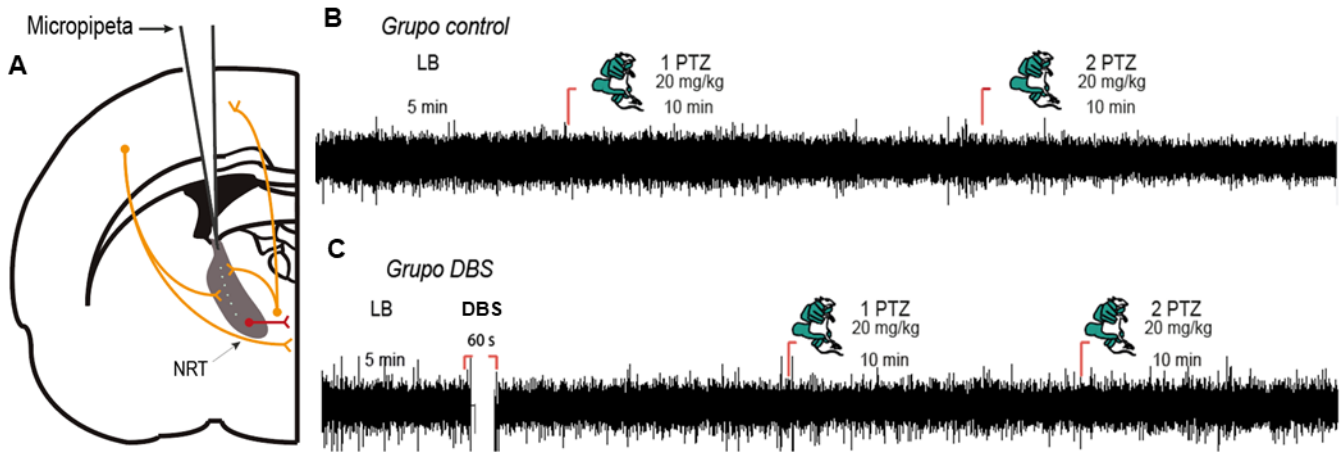 A
Micropipeta
NRT
B
Grupo control
LB
5 min
1 PTZ
20 mg/kg
10 min
2 PTZ
20 mg/kg
10 min
C
Grupo DBS
LB
5 min
DBS
60 s
1 PTZ
20 mg/kg
10 min
2 PTZ
20 mg/kg
10 min